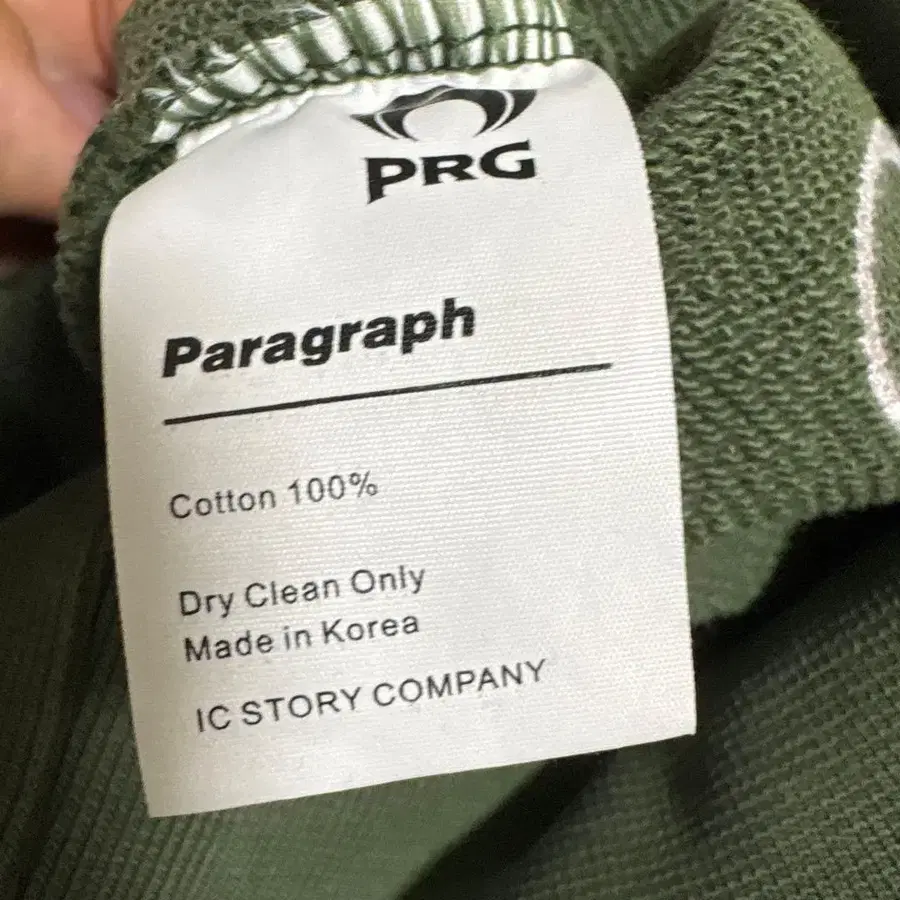 PRG
Paragraph
Cotton 100%
Dry Clean Only
Made in Korea
IC STORY COMPANY